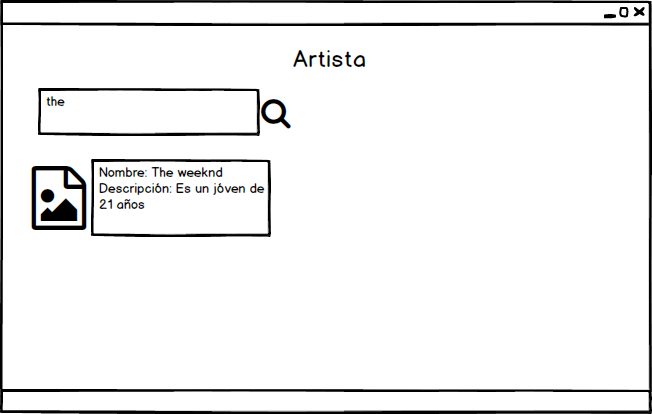 Artista
the
Nombre: The weeknd
Descripción: Es un jóven de
21 años